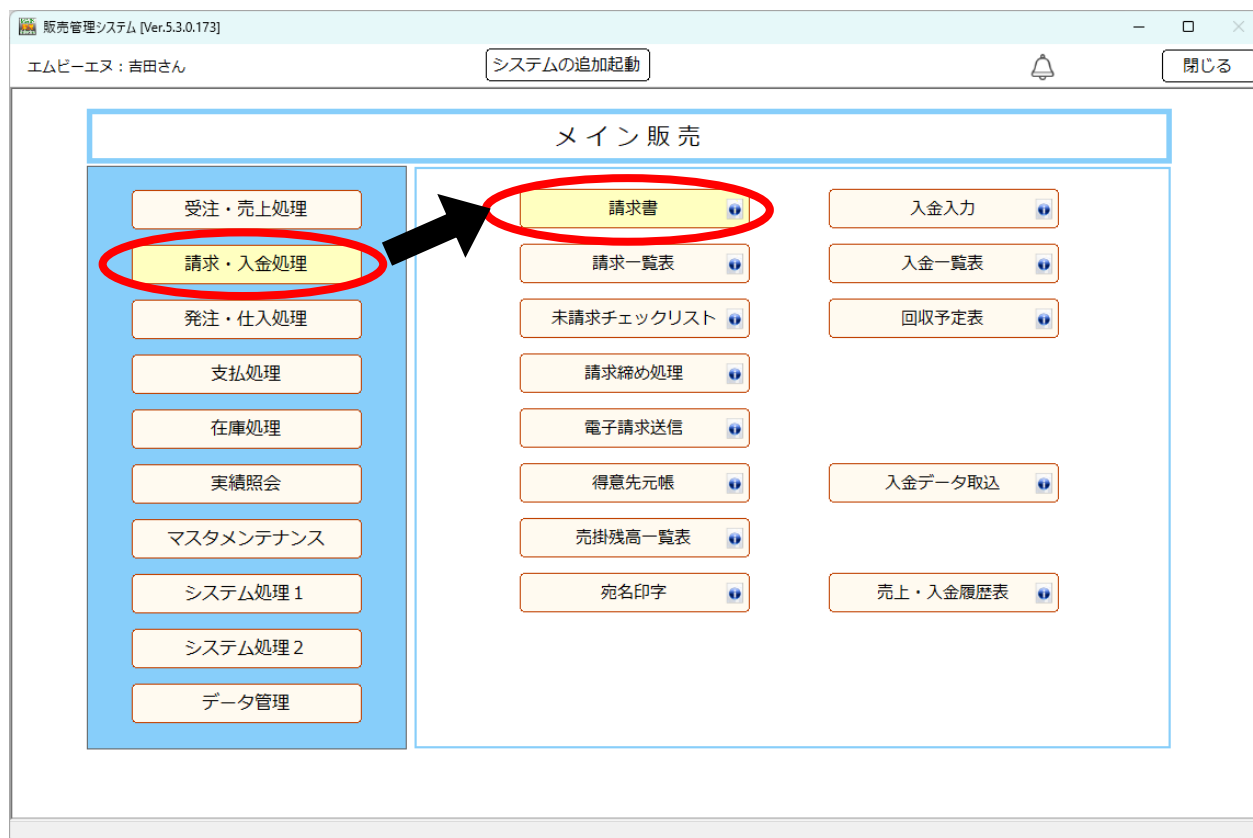 販売管理システム [Ver.5.3.0.173]
エムビーエヌ：吉田さん
システムの追加起動
閉じる
メイン販売
受注・売上処理
請求・入金処理
発注・仕入処理
支払処理
在庫処理
実績照会
マスタメンテナンス
システム処理１
システム処理２
データ管理
請求書
請求一覧表
未請求チェックリスト
請求締め処理
電子請求送信
得意先元帳
売掛残高一覧表
宛名印字
入金入力
入金一覧表
回収予定表
入金データ取込
売上・入金履歴表